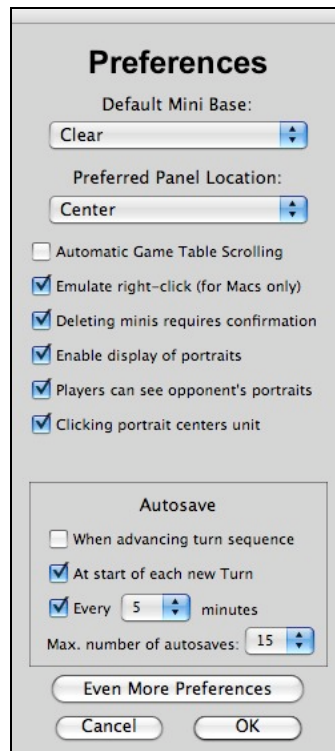 Preferences
Default Mini Base:
Clear
Preferred Panel Location:
Center
Automatic Game Table Scrolling
Emulate right-click (for Macs only)
Deleting minis requires confirmation
Enable display of portraits
Players can see opponent's portraits
Clicking portrait centers unit
Autosave
When advancing turn sequence
At start of each new Turn
Every 5 minutes
Max. number of autosaves: 15
Even More Preferences
Cancel OK